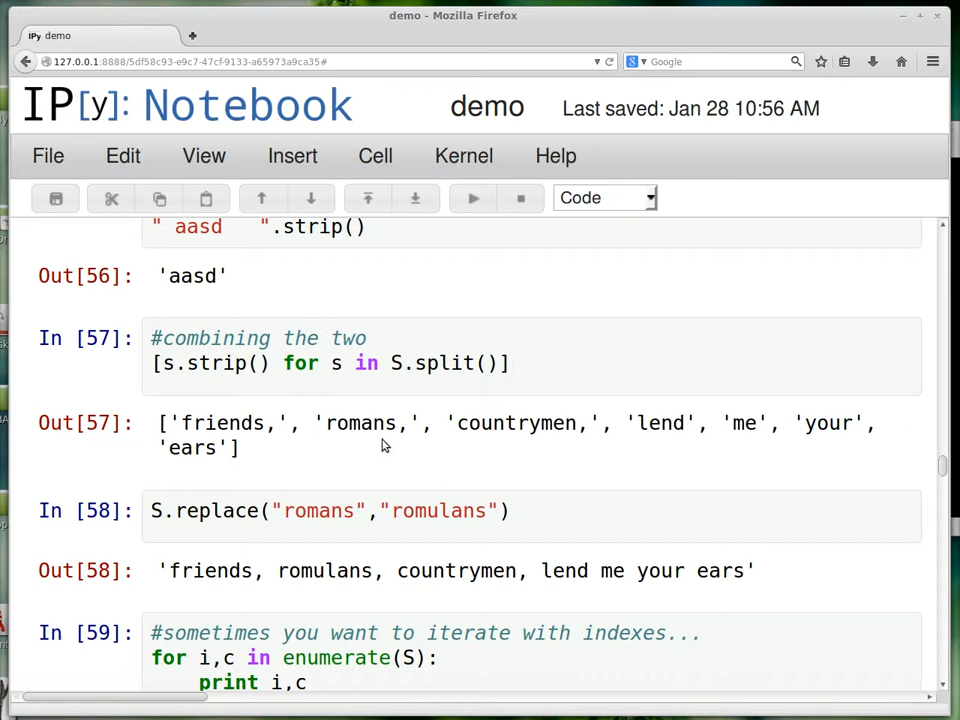 demo - Mozilla Firefox
IPy demo
127.0.0.1:8888/5df58c93-e9c7-47cf-9133-a65973a9ca35#
Google
IP[y]: Notebook demo Last saved: Jan 28 10:56 AM
File Edit View Insert Cell Kernel Help
Code
" aasd   ".strip()
Out[56]: 'aasd'
In [57]: #combining the two
[s.strip() for s in S.split()]
Out[57]: ['friends,', 'romans,', 'countrymen,', 'lend', 'me', 'your',
'ears']
In [58]: S.replace("romans","romulans")
Out[58]: 'friends, romulans, countrymen, lend me your ears'
In [59]: #sometimes you want to iterate with indexes...
for i,c in enumerate(S):
print i,c